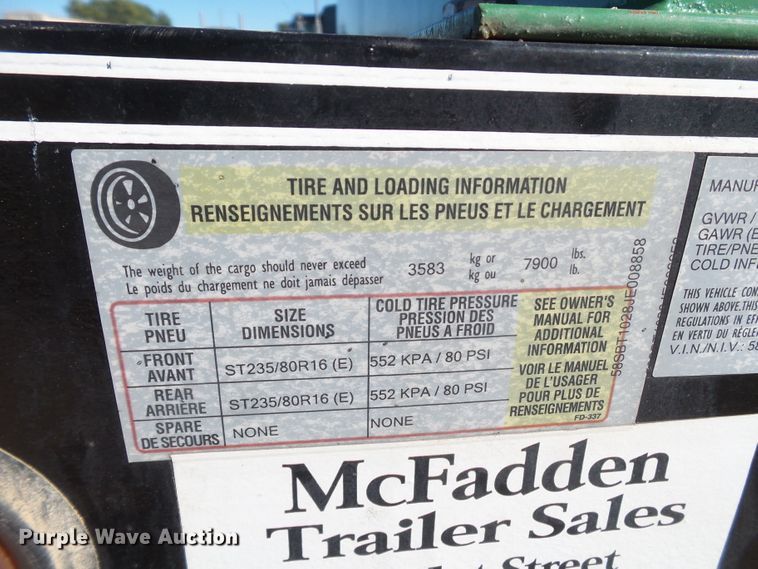 TIRE AND LOADING INFORMATION
RENSEIGNEMENTS SUR LES PNEUS ET LE CHARGEMENT
The weight of the cargo should never exceed 3583 kg or 7900 lbs.
Le poids du chargement ne doit jamais dépasser kg ou lb.
TIRE
PNEU
SIZE
DIMENSIONS
COLD TIRE PRESSURE
PRESSION DES
PNEUS A FROID
SEE OWNER'S
MANUAL FOR
ADDITIONAL
INFORMATION
VOIR LE MANUEL
DE L'USAGER
POUR PLUS DE
RENSEIGNEMENTS
FD-337
FRONT
AVANT
ST235/80R16 (E)
552 KPA / 80 PSI
REAR
ARRIÈRE
ST235/80R16 (E)
552 KPA / 80 PSI
SPARE
DE SECOURS
NONE
NONE
MANUF
GVWR /
GAWR (E
TIRE/PNE
COLD INF
THIS VEHICLE CON
SHOWN ABOVE.THIS
REGULATIONS IN EF
EN VERTU DU RÉGLE
V.I.N./N.I.V.: 58
McFadden
Trailer Sales
Street
Purple Wave Auction